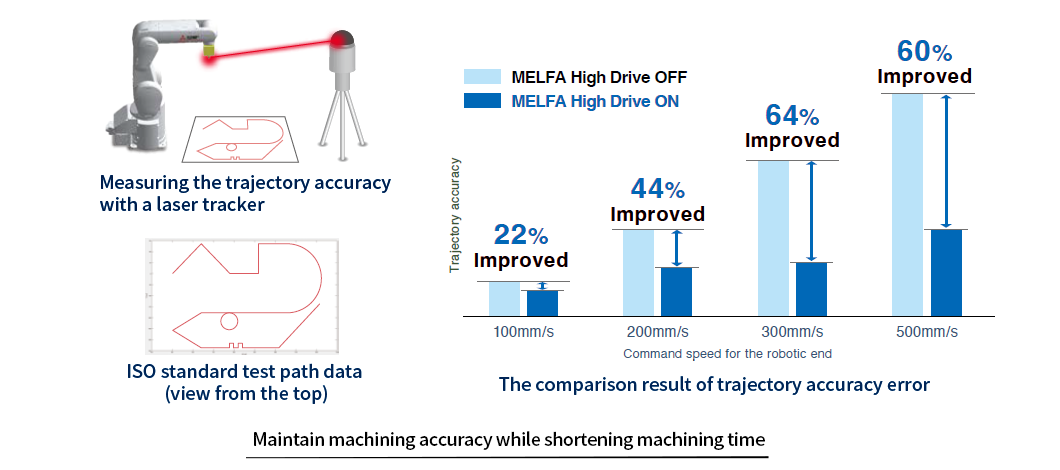 Measuring the trajectory accuracy
with a laser tracker
ISO standard test path data
(view from the top)
MELFA High Drive OFF
MELFA High Drive ON
Trajectory accuracy
22%
Improved
44%
Improved
64%
Improved
60%
Improved
100mm/s
200mm/s
300mm/s
500mm/s
Command speed for the robotic end
The comparison result of trajectory accuracy error
Maintain machining accuracy while shortening machining time